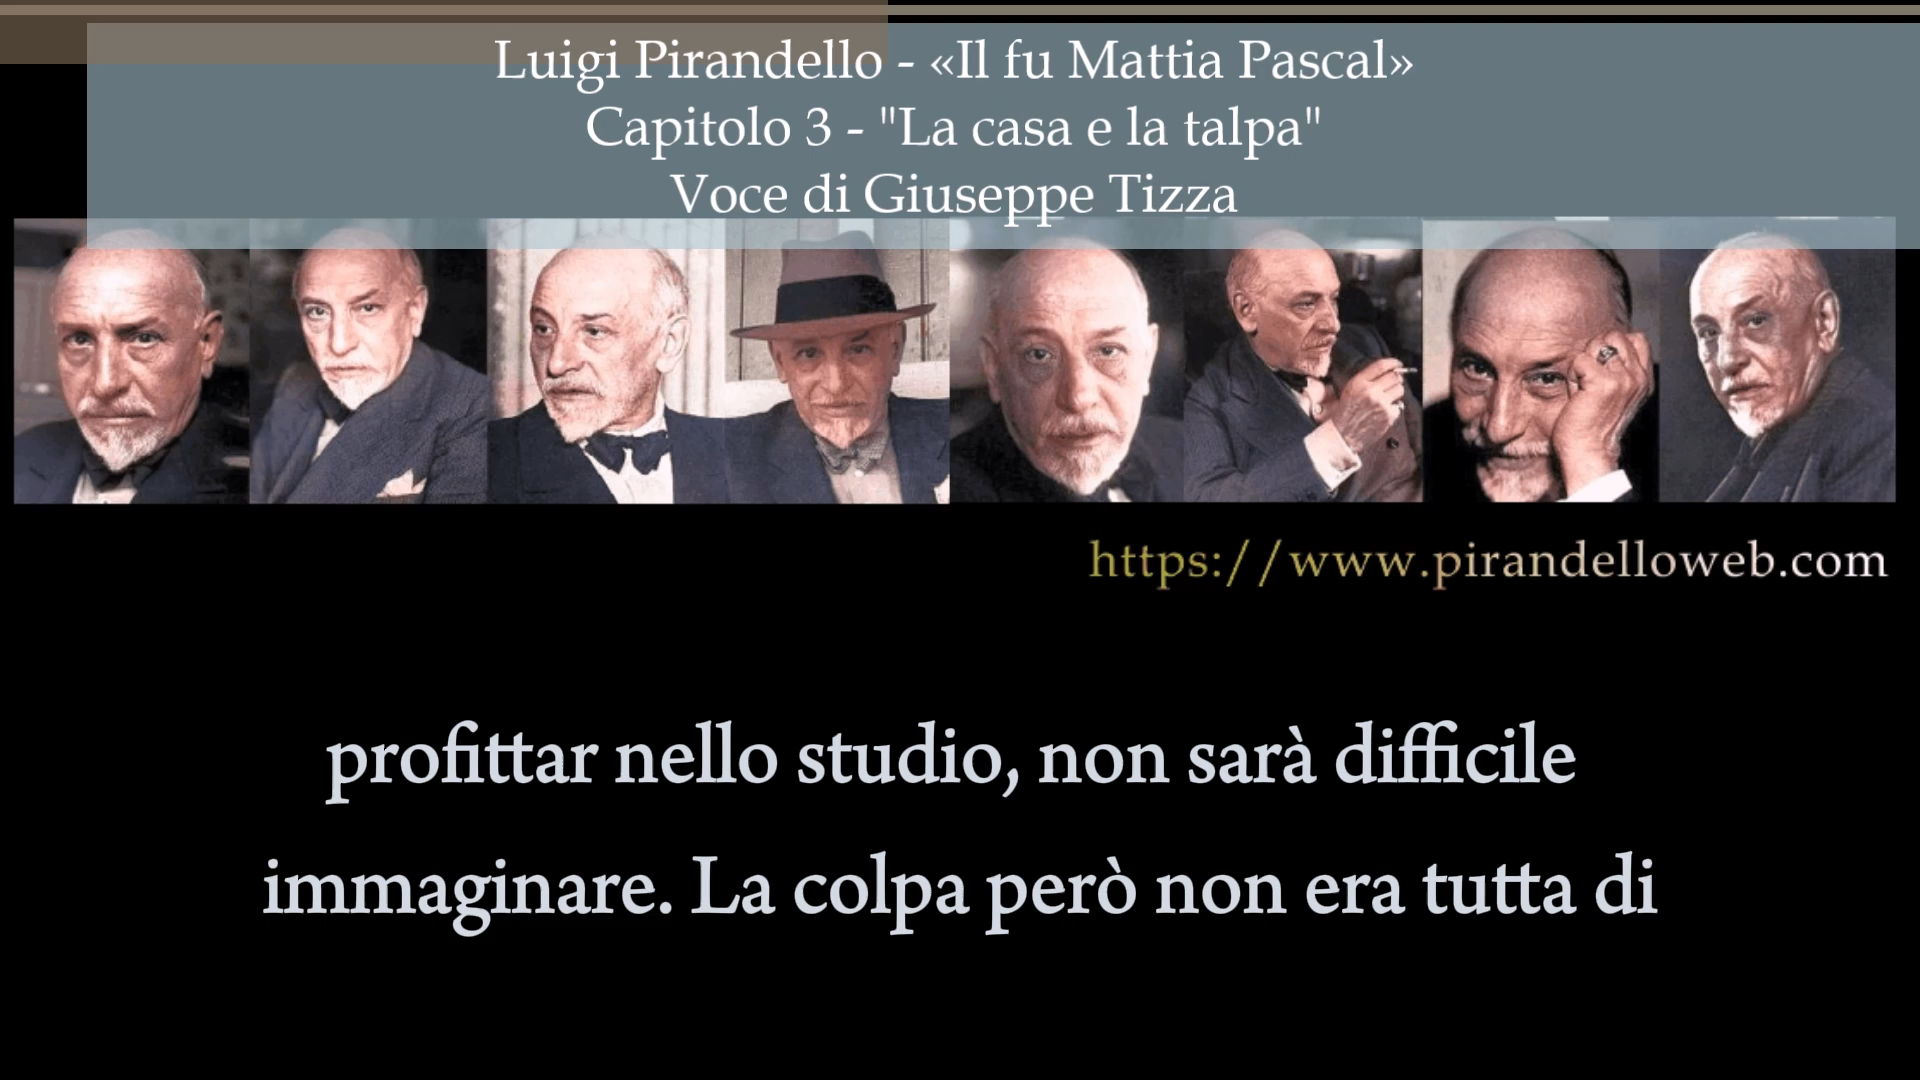 Luigi Pirandello - «Il fu Mattia Pascal»
Capitolo 3 - "La casa e la talpa"
Voce di Giuseppe Tizza
https://www.pirandelloweb.com
profittar nello studio, non sarà difficile
immaginare. La colpa però non era tutta di